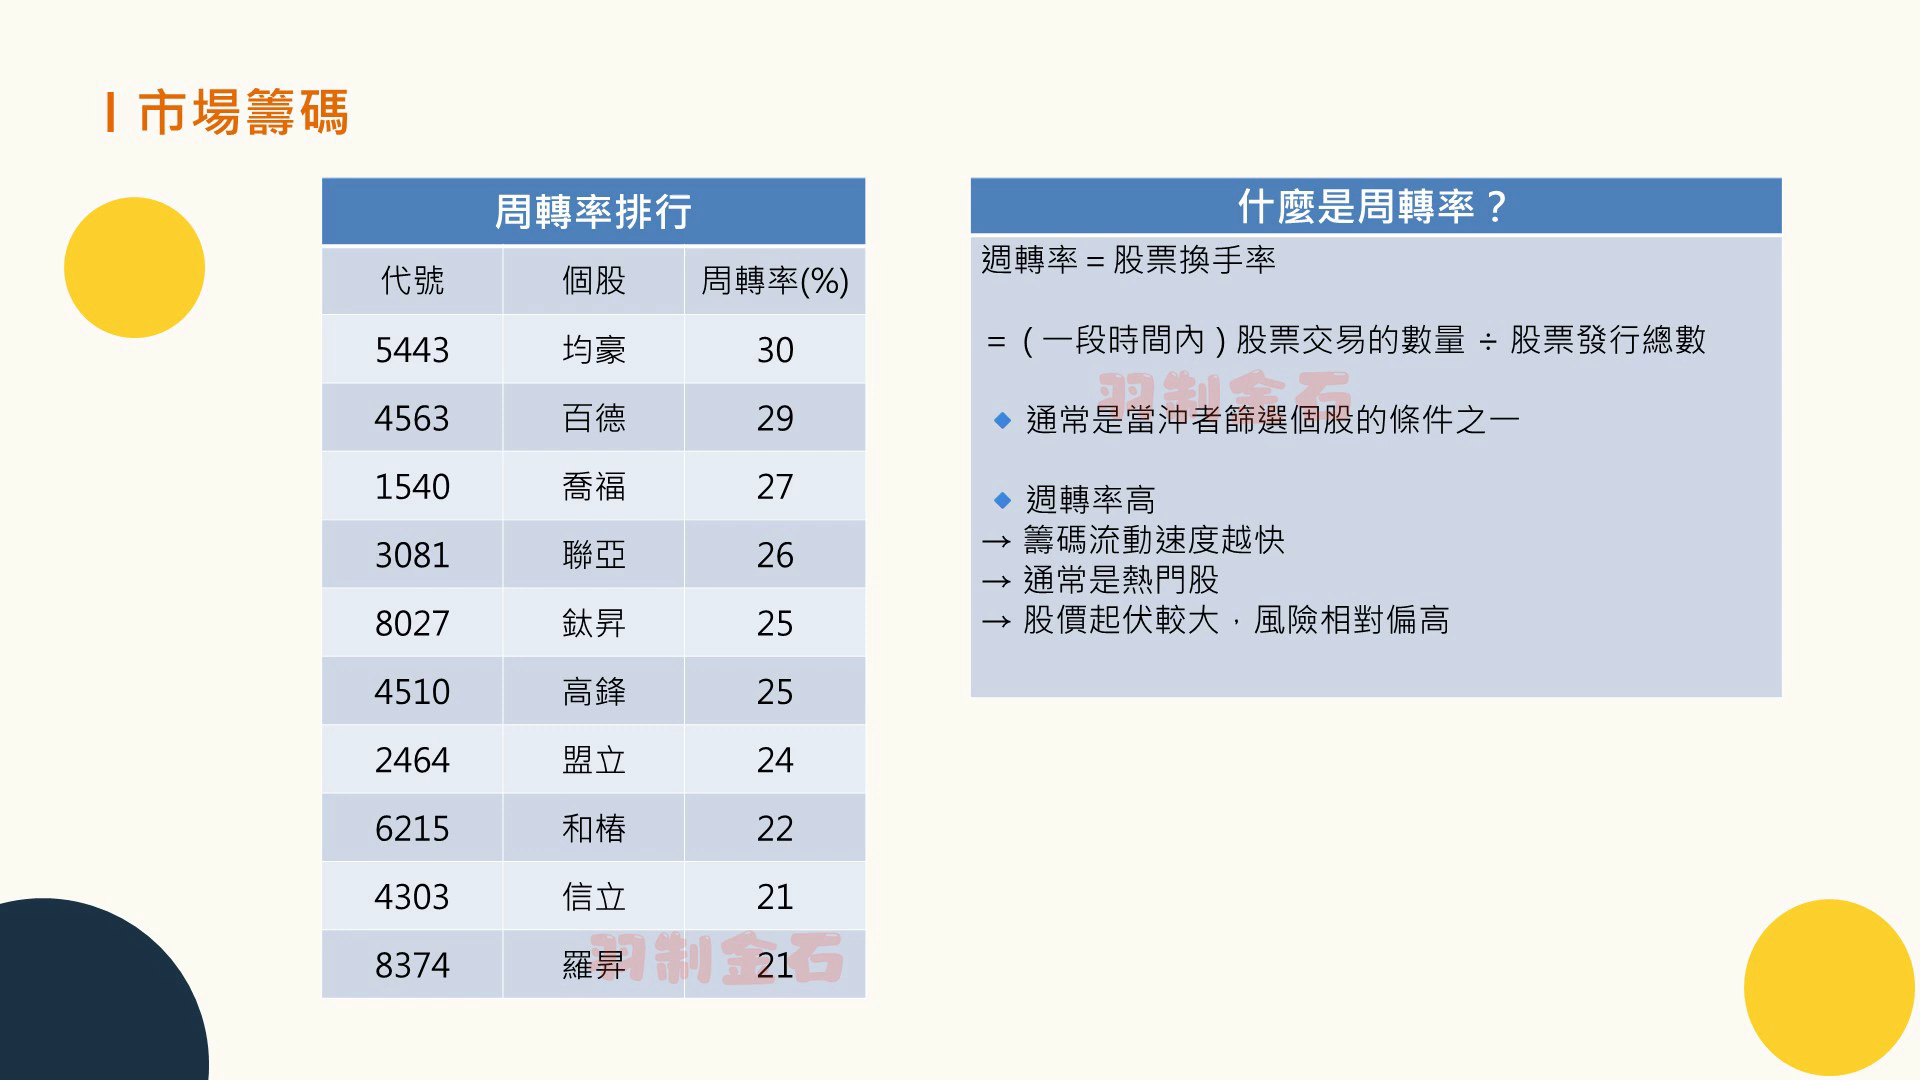 市場籌碼
周轉率排行
代號 個股 周轉率(%)
5443 均豪 30
4563 百德 29
1540 喬福 27
3081 聯亞 26
8027 鈦昇 25
4510 高鋒 25
2464 盟立 24
6215 和椿 22
4303 信立 21
8374 羅昇 21
羽制金石
什麼是周轉率？
週轉率 = 股票換手率
= ( 一段時間內 ) 股票交易的數量 ÷ 股票發行總數
羽制金石
🔹 通常是當沖者篩選個股的條件之一
🔹 週轉率高
→ 籌碼流動速度越快
→ 通常是熱門股
→ 股價起伏較大，風險相對偏高